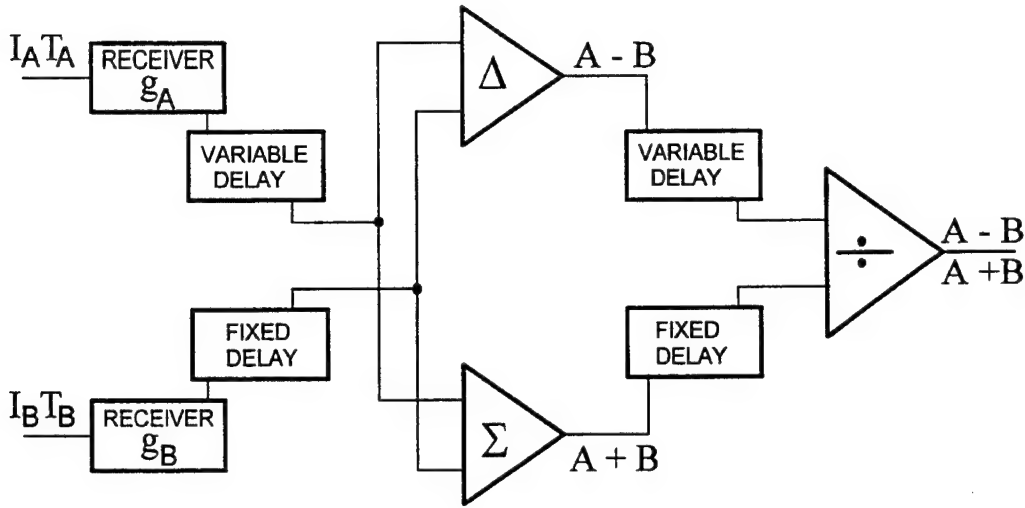 I_A T_A
RECEIVER
g_A
VARIABLE
DELAY
Δ
A - B
VARIABLE
DELAY
÷
A - B
A + B
FIXED
DELAY
FIXED
DELAY
I_B T_B
RECEIVER
g_B
Σ
A + B